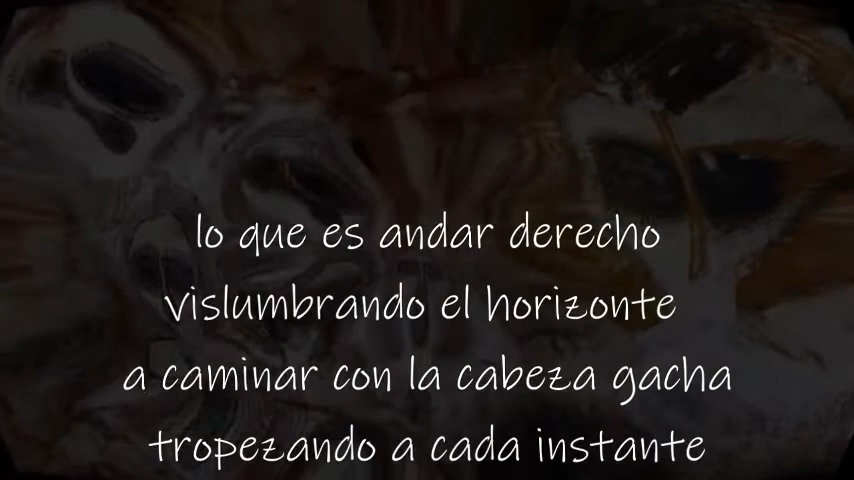 lo que es andar derecho
vislumbrando el horizonte
a caminar con la cabeza gacha
tropezando a cada instante